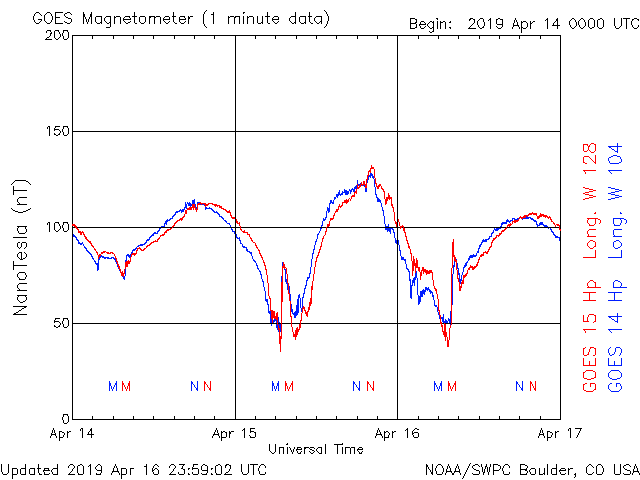 GOES Magnetometer (1 minute data)
Begin: 2019 Apr 14 0000 UTC
200
150
100
50
0
NanoTesla (nT)
M M N N M M N N M M N N
Apr 14 Apr 15 Apr 16 Apr 17
Universal Time
GOES 15 Hp Long. W 128
GOES 14 Hp Long. W 104
Updated 2019 Apr 16 23:59:02 UTC
NOAA/SWPC Boulder, CO USA